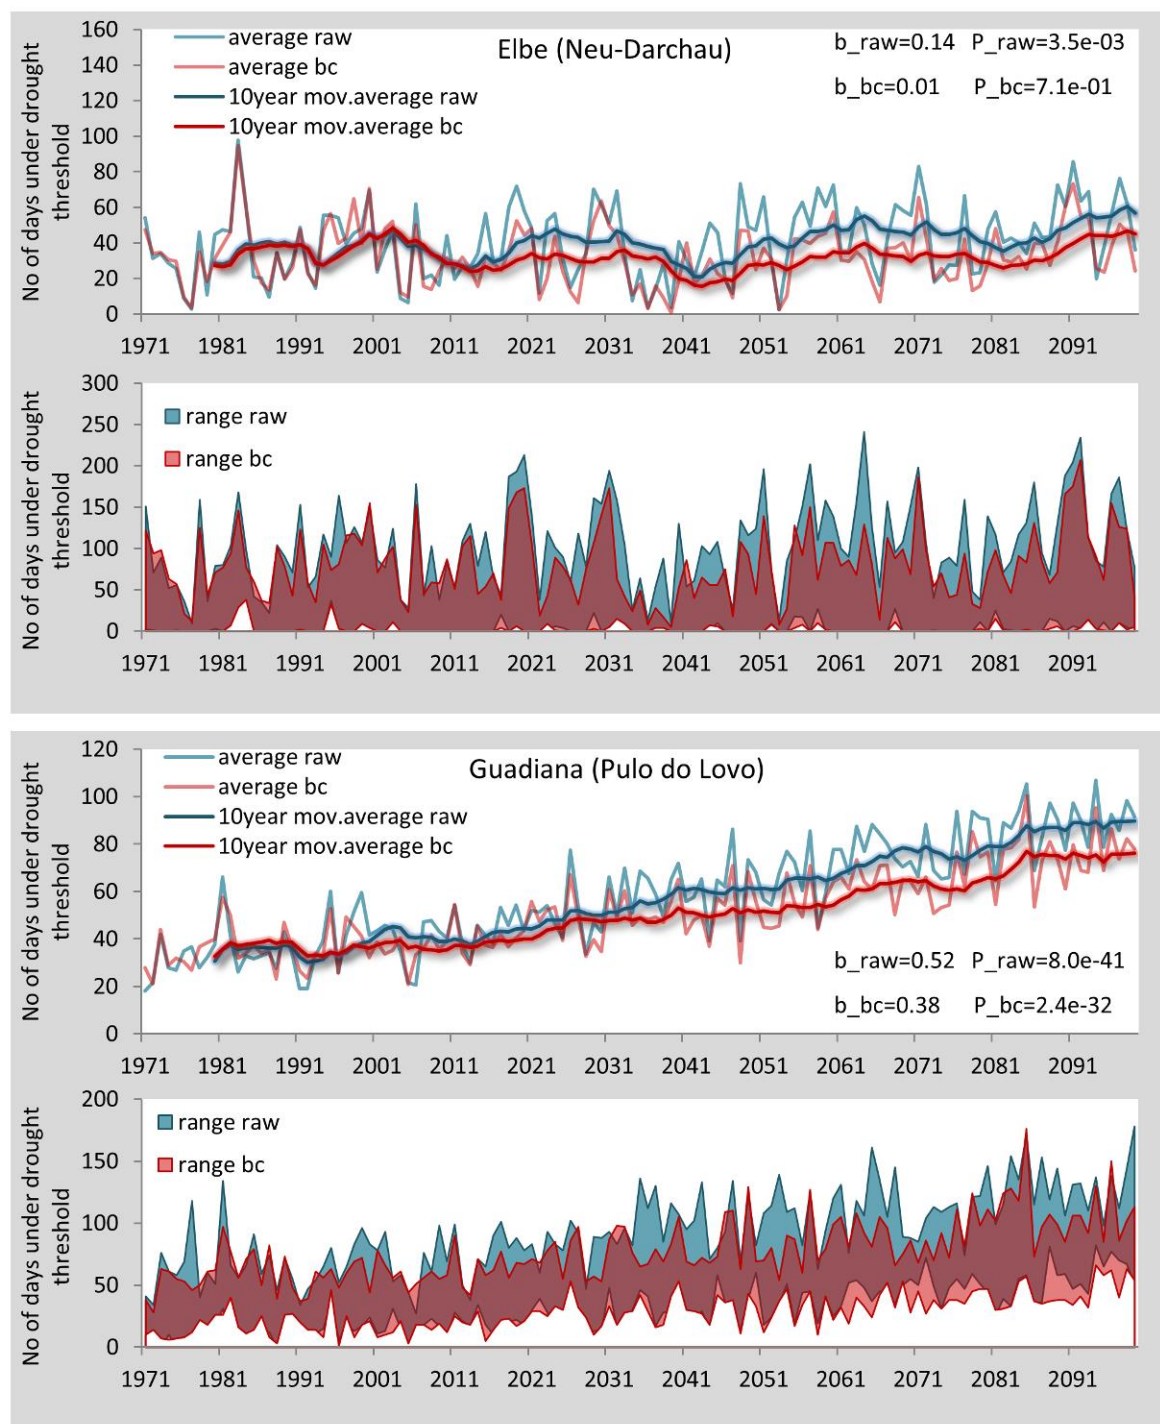 Elbe (Neu-Darchau)
No of days under drought
threshold
160
140
120
100
80
60
40
20
0
average raw
average bc
10year mov.average raw
10year mov.average bc
b_raw=0.14 P_raw=3.5e-03
b_bc=0.01 P_bc=7.1e-01
1971 1981 1991 2001 2011 2021 2031 2041 2051 2061 2071 2081 2091
No of days under drought
threshold
300
250
200
150
100
50
0
range raw
range bc
1971 1981 1991 2001 2011 2021 2031 2041 2051 2061 2071 2081 2091
Guadiana (Pulo do Lovo)
No of days under drought
threshold
120
100
80
60
40
20
0
average raw
average bc
10year mov.average raw
10year mov.average bc
b_raw=0.52 P_raw=8.0e-41
b_bc=0.38 P_bc=2.4e-32
1971 1981 1991 2001 2011 2021 2031 2041 2051 2061 2071 2081 2091
No of days under drought
threshold
200
150
100
50
0
range raw
range bc
1971 1981 1991 2001 2011 2021 2031 2041 2051 2061 2071 2081 2091